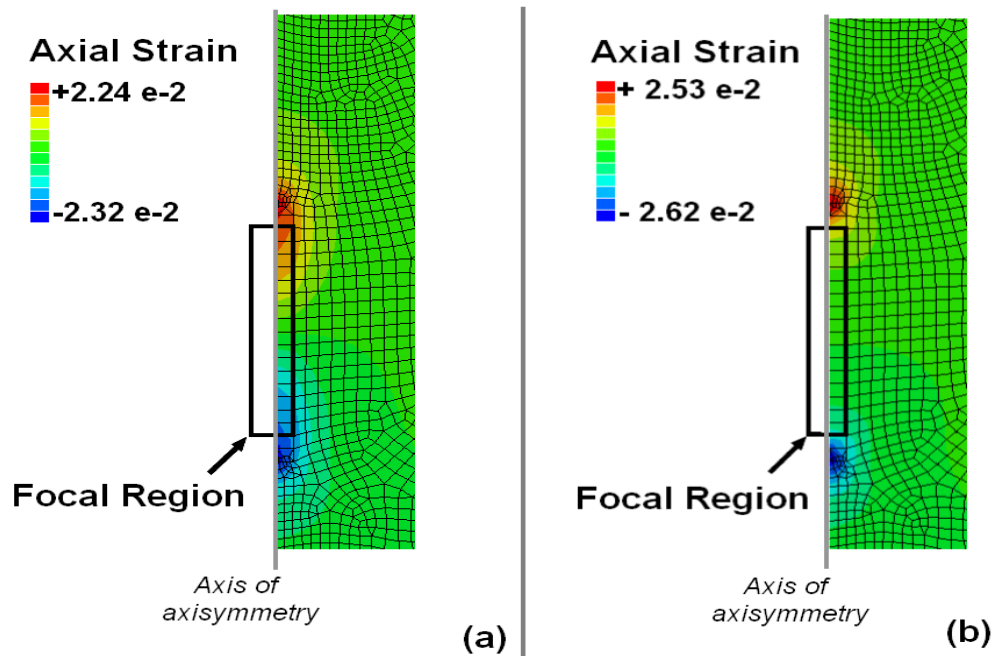 Axial Strain
+2.24 e-2
-2.32 e-2
Focal Region
Axis of
axisymmetry
(a)
Axial Strain
+ 2.53 e-2
- 2.62 e-2
Focal Region
Axis of
axisymmetry
(b)